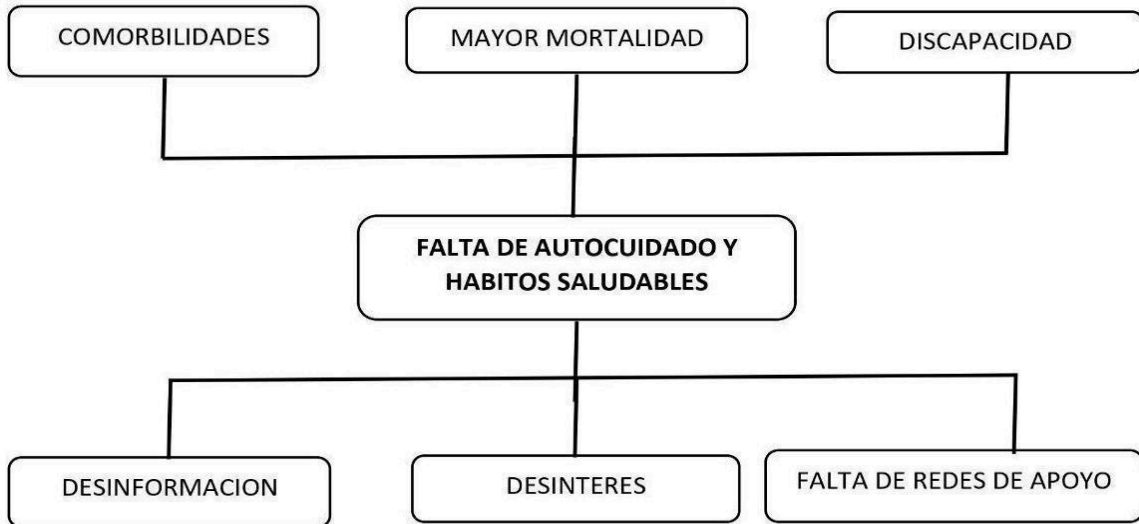 COMORBILIDADES
MAYOR MORTALIDAD
DISCAPACIDAD
FALTA DE AUTOCUIDADO Y
HABITOS SALUDABLES
DESINFORMACION
DESINTERES
FALTA DE REDES DE APOYO